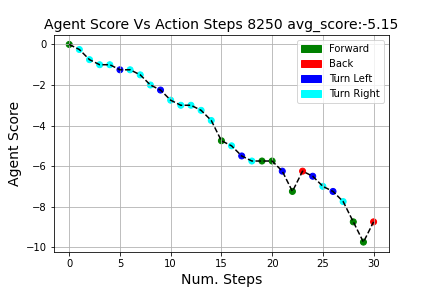 Agent Score Vs Action Steps 8250 avg_score:-5.15
0
−2
−4
−6
−8
−10
Agent Score
Forward
Back
Turn Left
Turn Right
0 5 10 15 20 25 30
Num. Steps